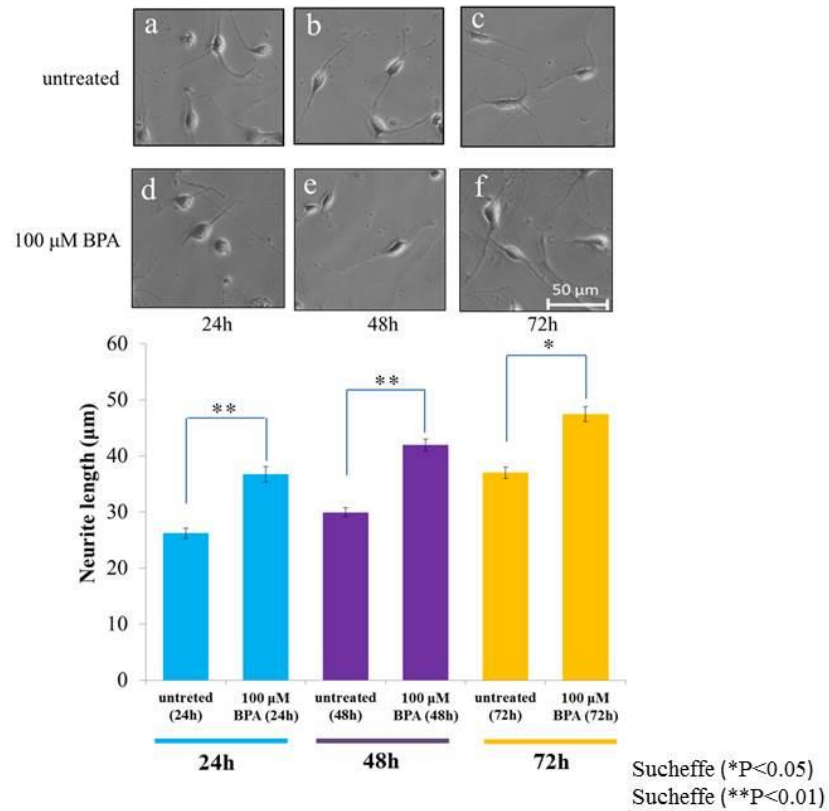 a b c
untreated
d e f
100 μM BPA
50 μm
24h 48h 72h
60
50
40
30
20
10
0
Neurite length (μm)
** ** *
untreted 100 μM untreated 100 μM untreated 100 μM
(24h) BPA (24h) (48h) BPA (48h) (72h) BPA (72h)
24h 48h 72h
Sucheffe (*P<0.05)
Sucheffe (**P<0.01)